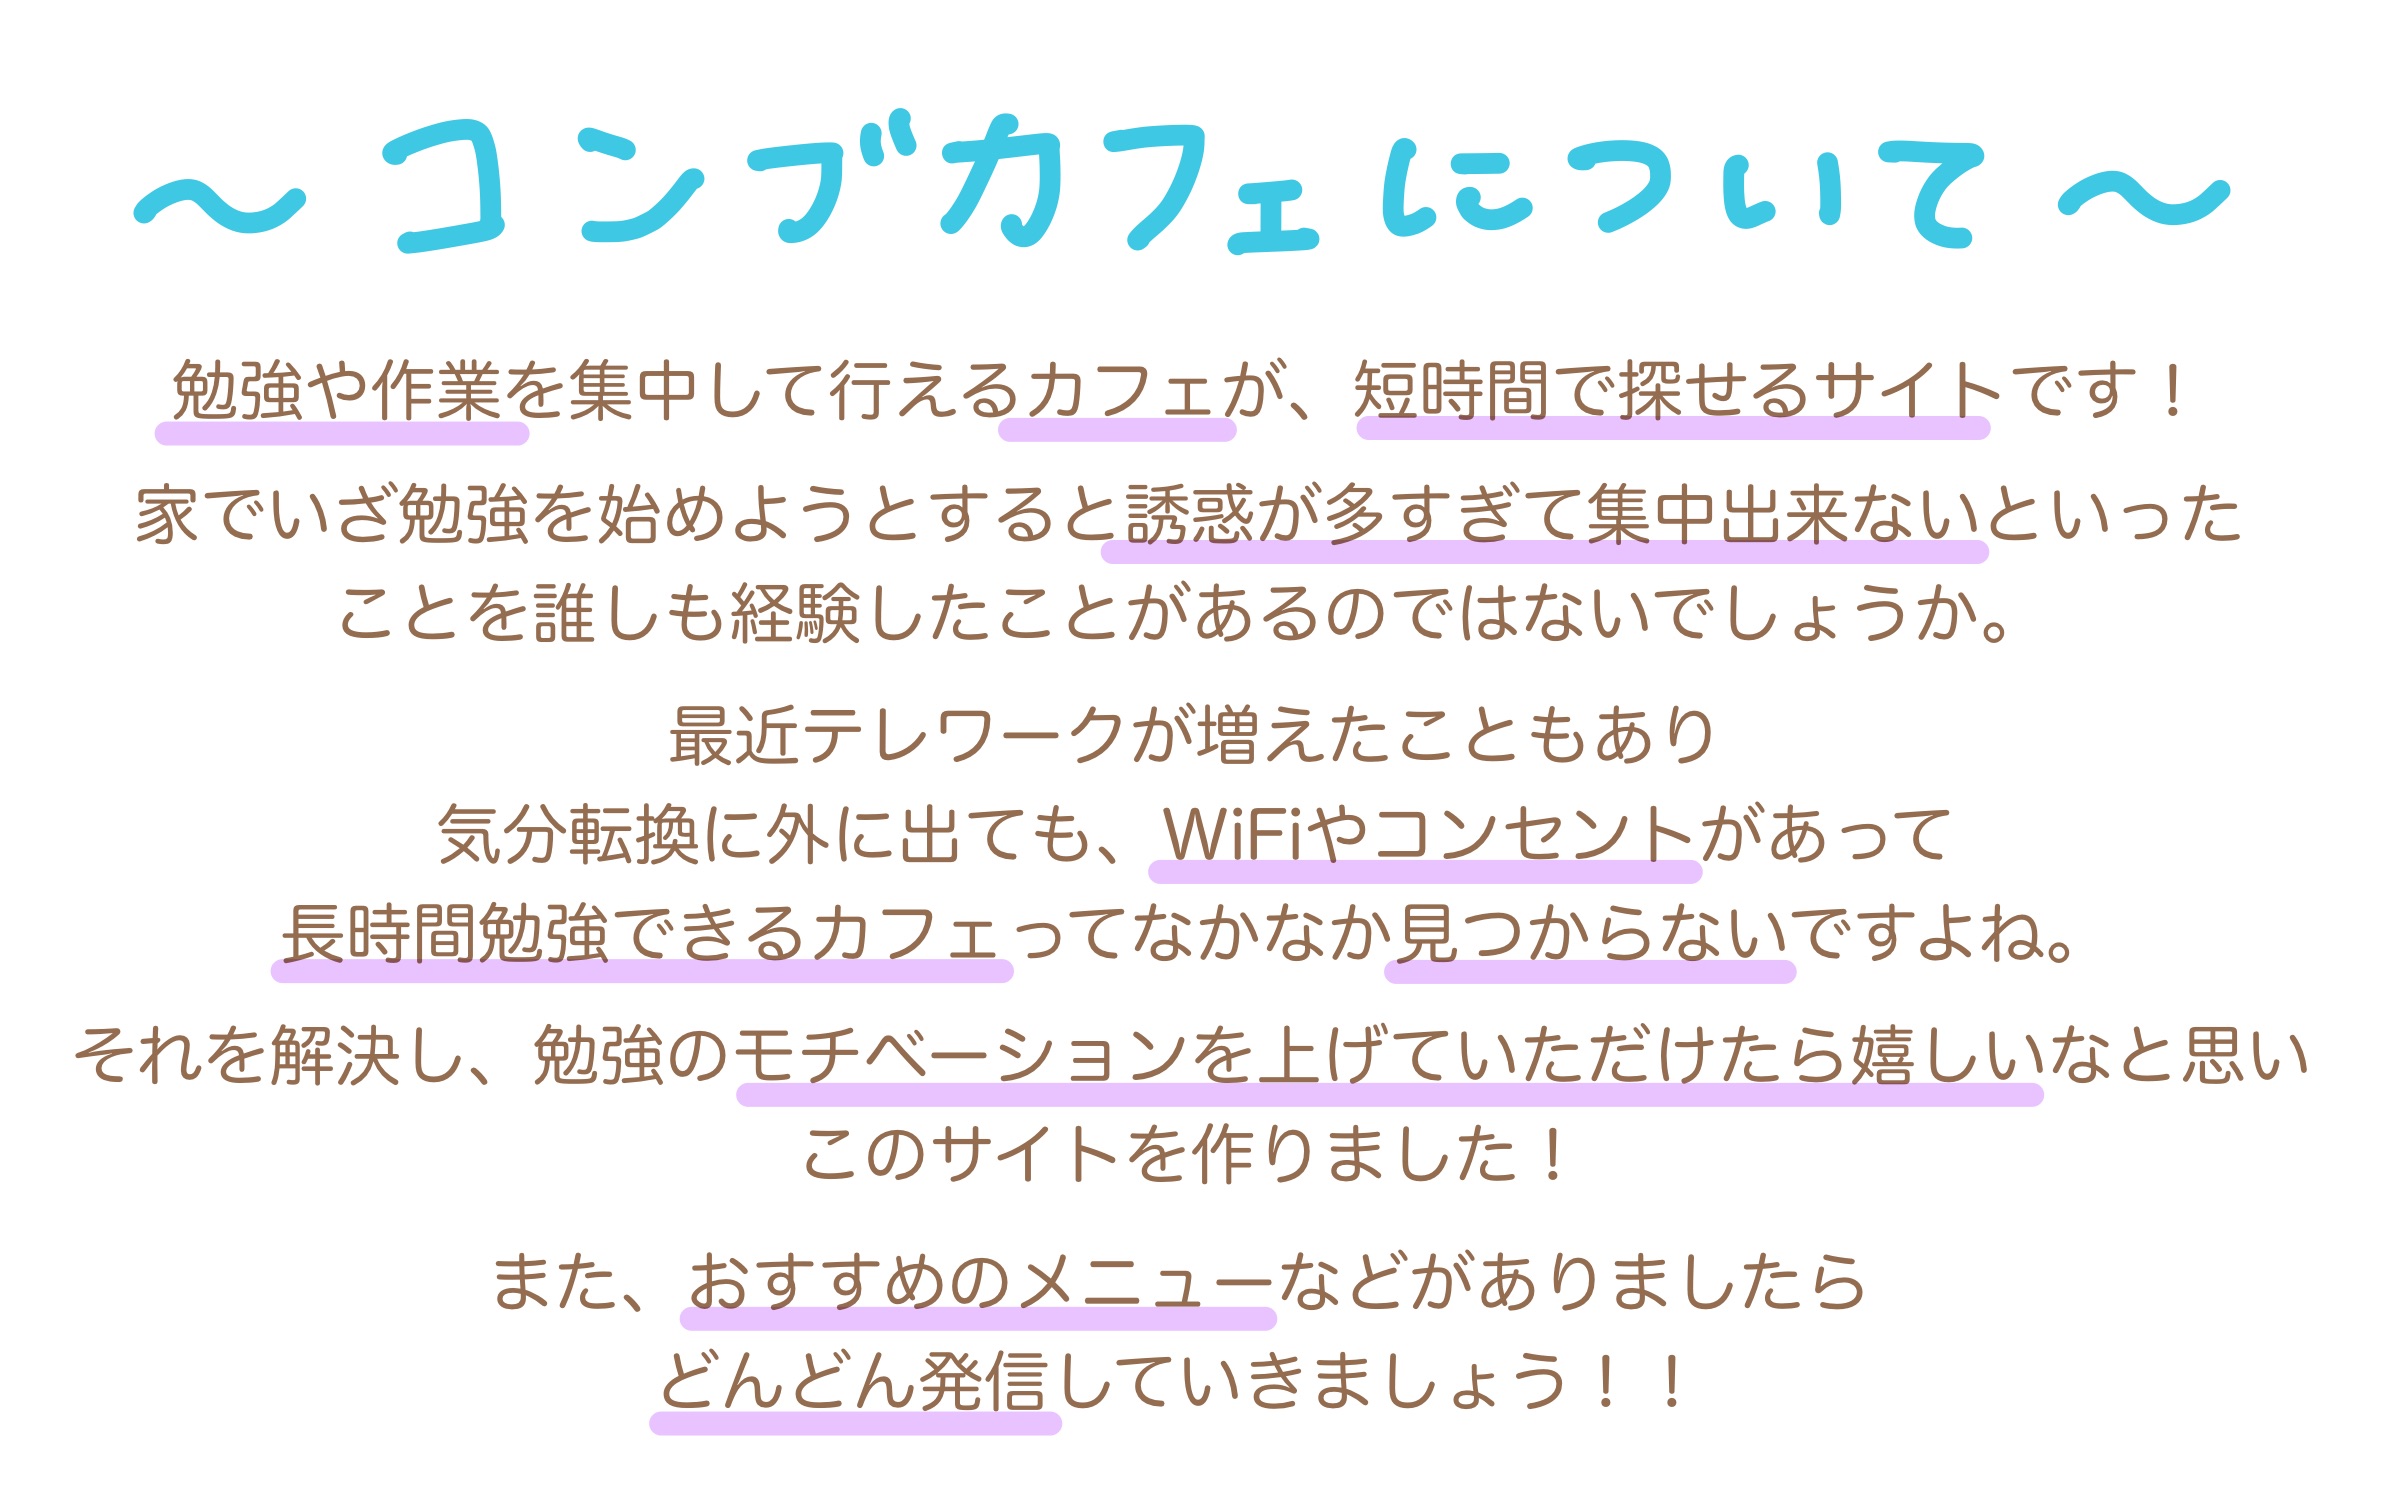 ～コンブカフェについて～
勉強や作業を集中して行えるカフェが、短時間で探せるサイトです！
家でいざ勉強を始めようとすると誘惑が多すぎて集中出来ないといった
ことを誰しも経験したことがあるのではないでしょうか。
最近テレワークが増えたこともあり
気分転換に外に出ても、WiFiやコンセントがあって
長時間勉強できるカフェってなかなか見つからないですよね。
それを解決し、勉強のモチベーションを上げていただけたら嬉しいなと思い
このサイトを作りました！
また、おすすめのメニューなどがありましたら
どんどん発信していきましょう！！